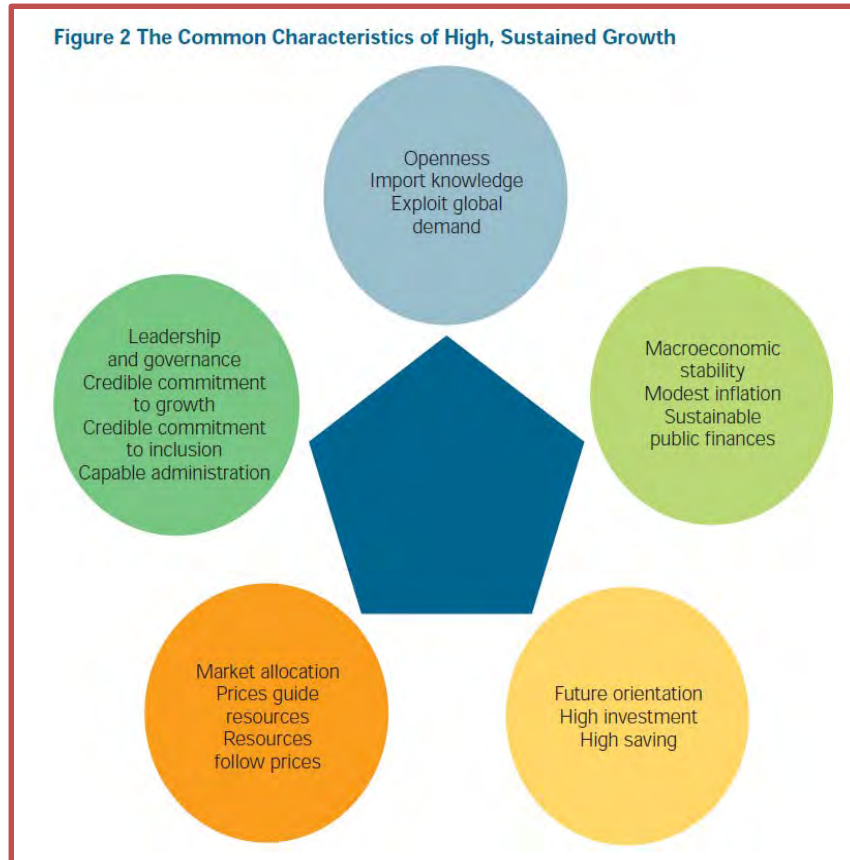 Figure 2 The Common Characteristics of High, Sustained Growth
Openness
Import knowledge
Exploit global
demand
Leadership
and governance
Credible commitment
to growth
Credible commitment
to inclusion
Capable administration
Macroeconomic
stability
Modest inflation
Sustainable
public finances
Market allocation
Prices guide
resources
Resources
follow prices
Future orientation
High investment
High saving